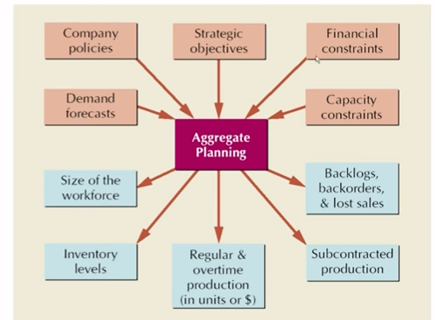 Company
policies
Strategic
objectives
Financial
constraints
Demand
forecasts
Capacity
constraints
Aggregate
Planning
Size of the
workforce
Backlogs,
backorders,
& lost sales
Inventory
levels
Regular &
overtime
production
(in units or $)
Subcontracted
production